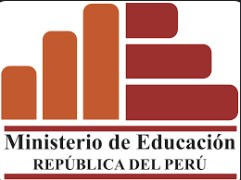 Ministerio de Educación
REPÚBLICA DEL PERÚ